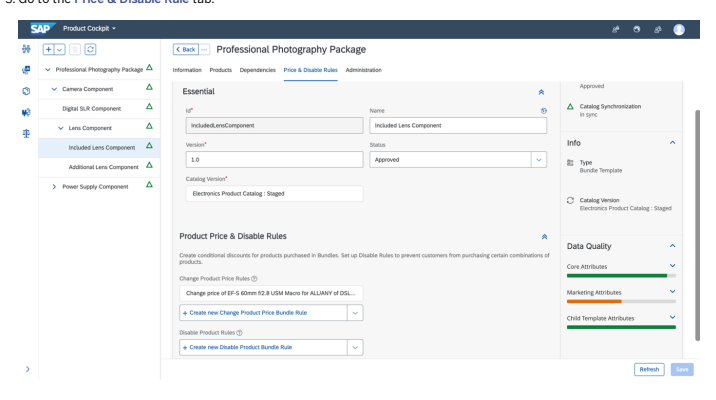 5. Go to the Price & Disable Rule tab.
SAP Product Cockpit
Back ... Professional Photography Package
Professional Photography Package
Camera Component
Digital SLR Component
Lens Component
Included Lens Component
Additional Lens Component
Power Supply Component
Information Products Dependencies Price & Disable Rules Administration
Essential
Id* Name
IncludedLensComponent Included Lens Component
Version* Status
1.0 Approved
Catalog Version*
Electronics Product Catalog : Staged
Product Price & Disable Rules
Create conditional discounts for products purchased in Bundles. Set up Disable Rules to prevent customers from purchasing certain combinations of
products.
Change Product Price Rules
Change price of EF-S 60mm f/2.8 USM Macro for ALL/ANY of DSL...
+ Create new Change Product Price Bundle Rule
Disable Product Rules
+ Create new Disable Product Bundle Rule
Approved
Catalog Synchronization
in sync
Info
Type
Bundle Template
Catalog Version
Electronics Product Catalog : Staged
Data Quality
Core Attributes
Marketing Attributes
Child Template Attributes
Refresh Save